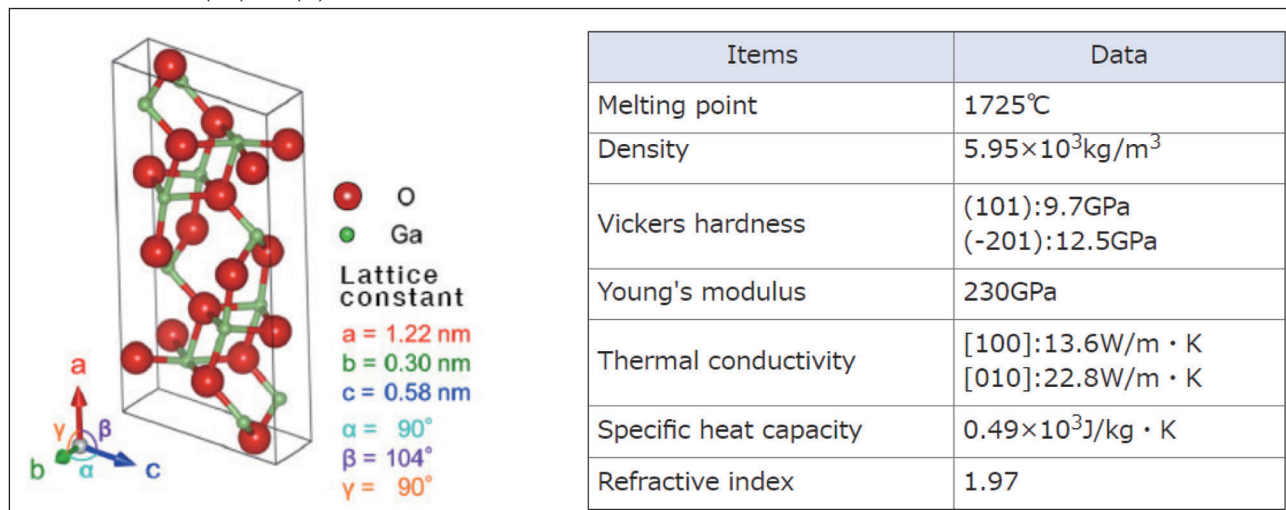 O
Ga
Lattice
constant
a = 1.22 nm
b = 0.30 nm
c = 0.58 nm
α = 90°
β = 104°
γ = 90°
a
γ β
b α c
Items Data
Melting point 1725℃
Density 5.95×10³kg/m³
Vickers hardness (101):9.7GPa
(-201):12.5GPa
Young's modulus 230GPa
Thermal conductivity [100]:13.6W/m・K
[010]:22.8W/m・K
Specific heat capacity 0.49×10³J/kg・K
Refractive index 1.97